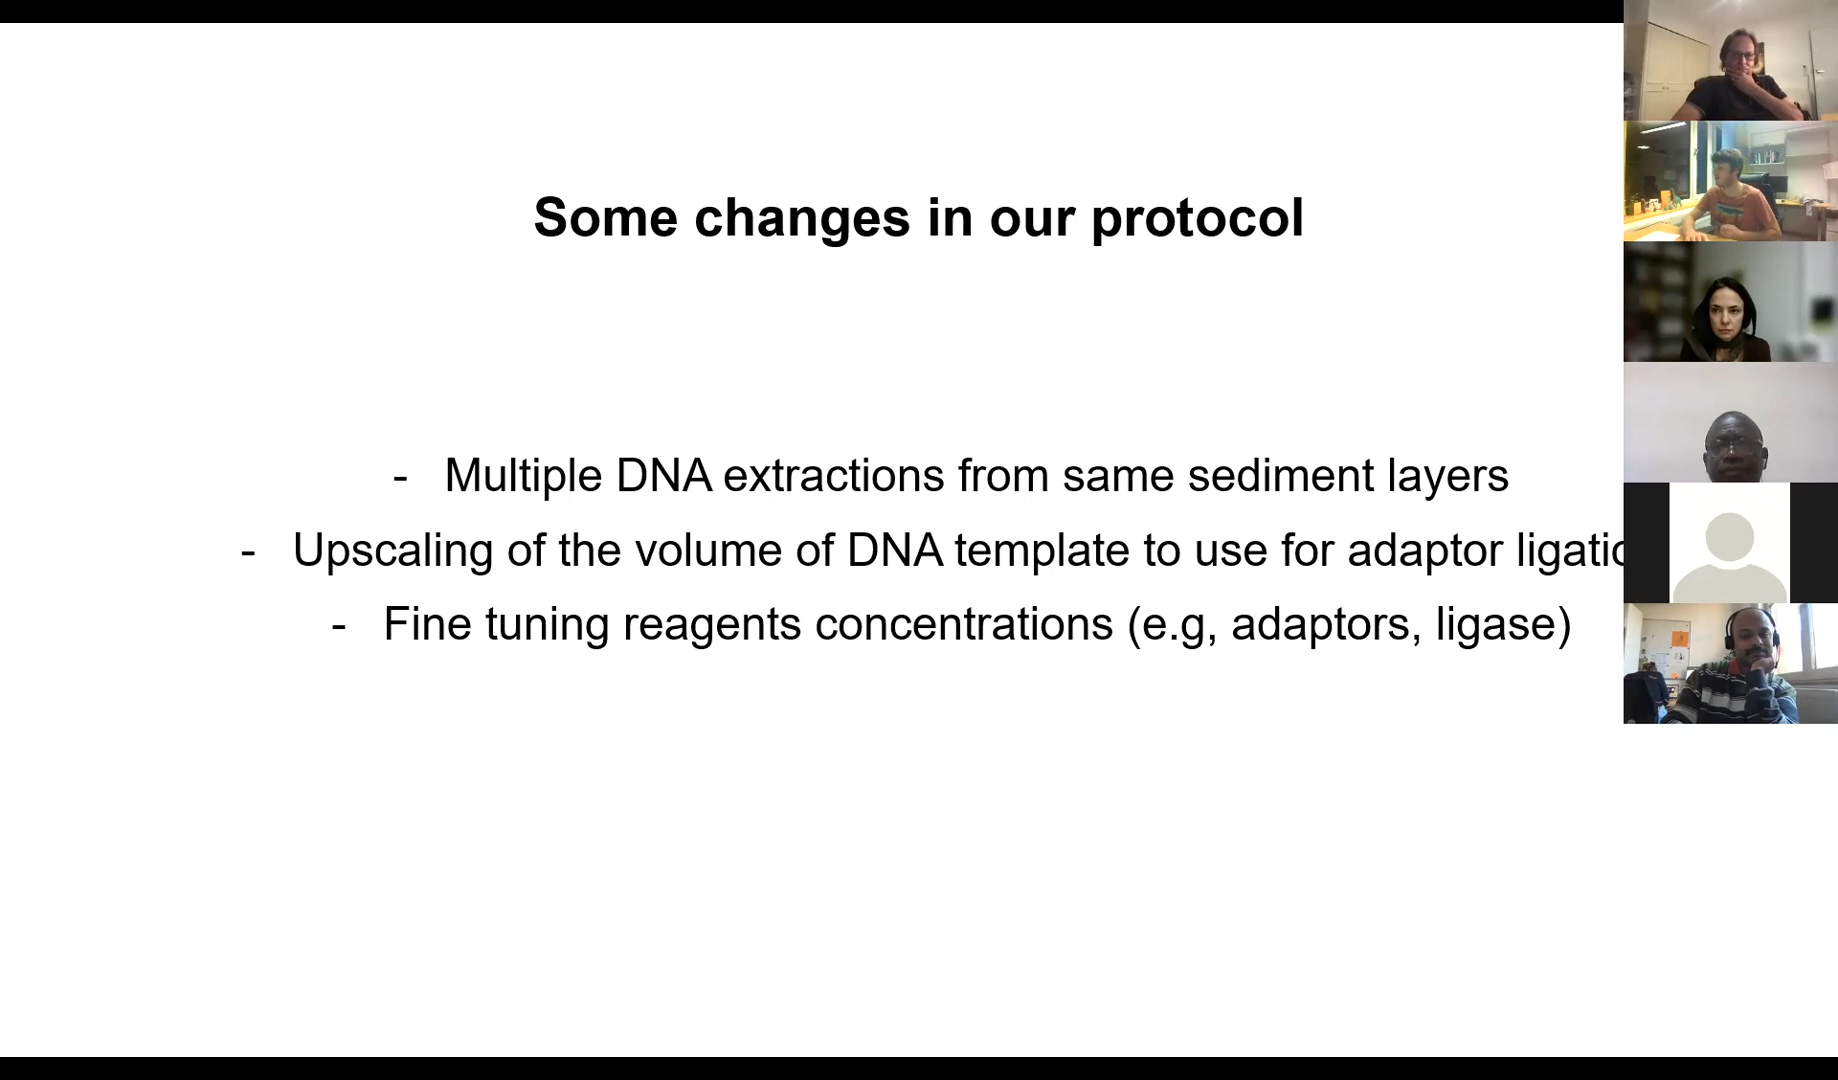 Some changes in our protocol
- Multiple DNA extractions from same sediment layers
- Upscaling of the volume of DNA template to use for adaptor
- Fine tuning reagents concentrations (e.g, adaptors, ligase)